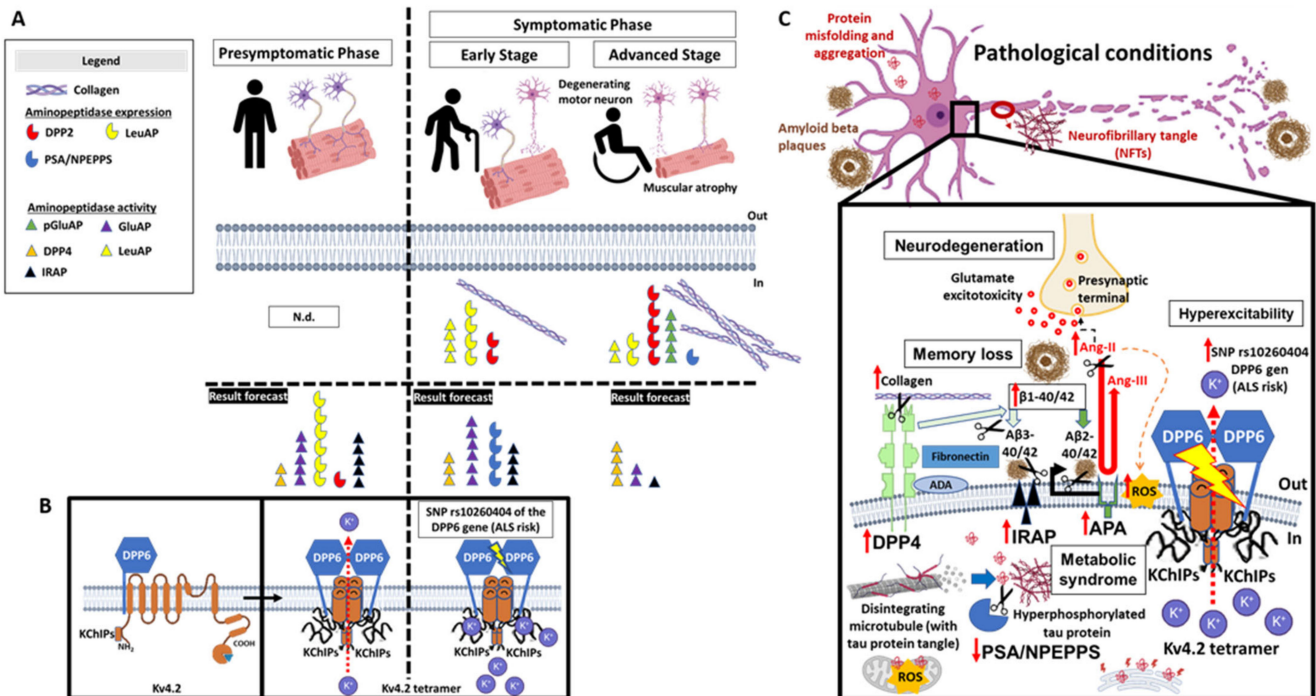 A
Legend
Collagen
Aminopeptidase expression
DPP2
LeuAP
PSA/NPEPPS
Aminopeptidase activity
pGluAP
GluAP
DPP4
LeuAP
IRAP
Presymptomatic Phase
Symptomatic Phase
Early Stage
Advanced Stage
Degenerating
motor neuron
Muscular atrophy
Out
In
N.d.
Result forecast
Result forecast
Result forecast
B
DPP6
KChIPs
NH2
COOH
Kv4.2
K+
DPP6
DPP6
KChIPs
KChIPs
K+
Kv4.2 tetramer
SNP rs10260404 of the
DPP6 gene (ALS risk)
DPP6
DPP6
K+
K+
K+
KChIPs
KChIPs
K+
K+
K+
K+
C
Protein
misfolding and
aggregation
Pathological conditions
Amyloid beta
plaques
Neurofibrillary tangle
(NFTs)
Neurodegeneration
Glutamate
excitotoxicity
Presynaptic
terminal
Hyperexcitability
SNP rs10260404
DPP6 gen
(ALS risk)
K+
Memory loss
Ang-II
Ang-III
Collagen
β1-40/42
Aβ3-
40/42
Aβ2-
40/42
Fibronectin
ADA
DPP6
DPP6
ROS
Out
In
DPP4
IRAP
APA
KChIPs
KChIPs
Metabolic
syndrome
Disintegrating
microtubule (with
tau protein tangle)
Hyperphosphorylated
tau protein
PSA/NPEPPS
ROS
K+
K+
K+
K+
K+
Kv4.2 tetramer